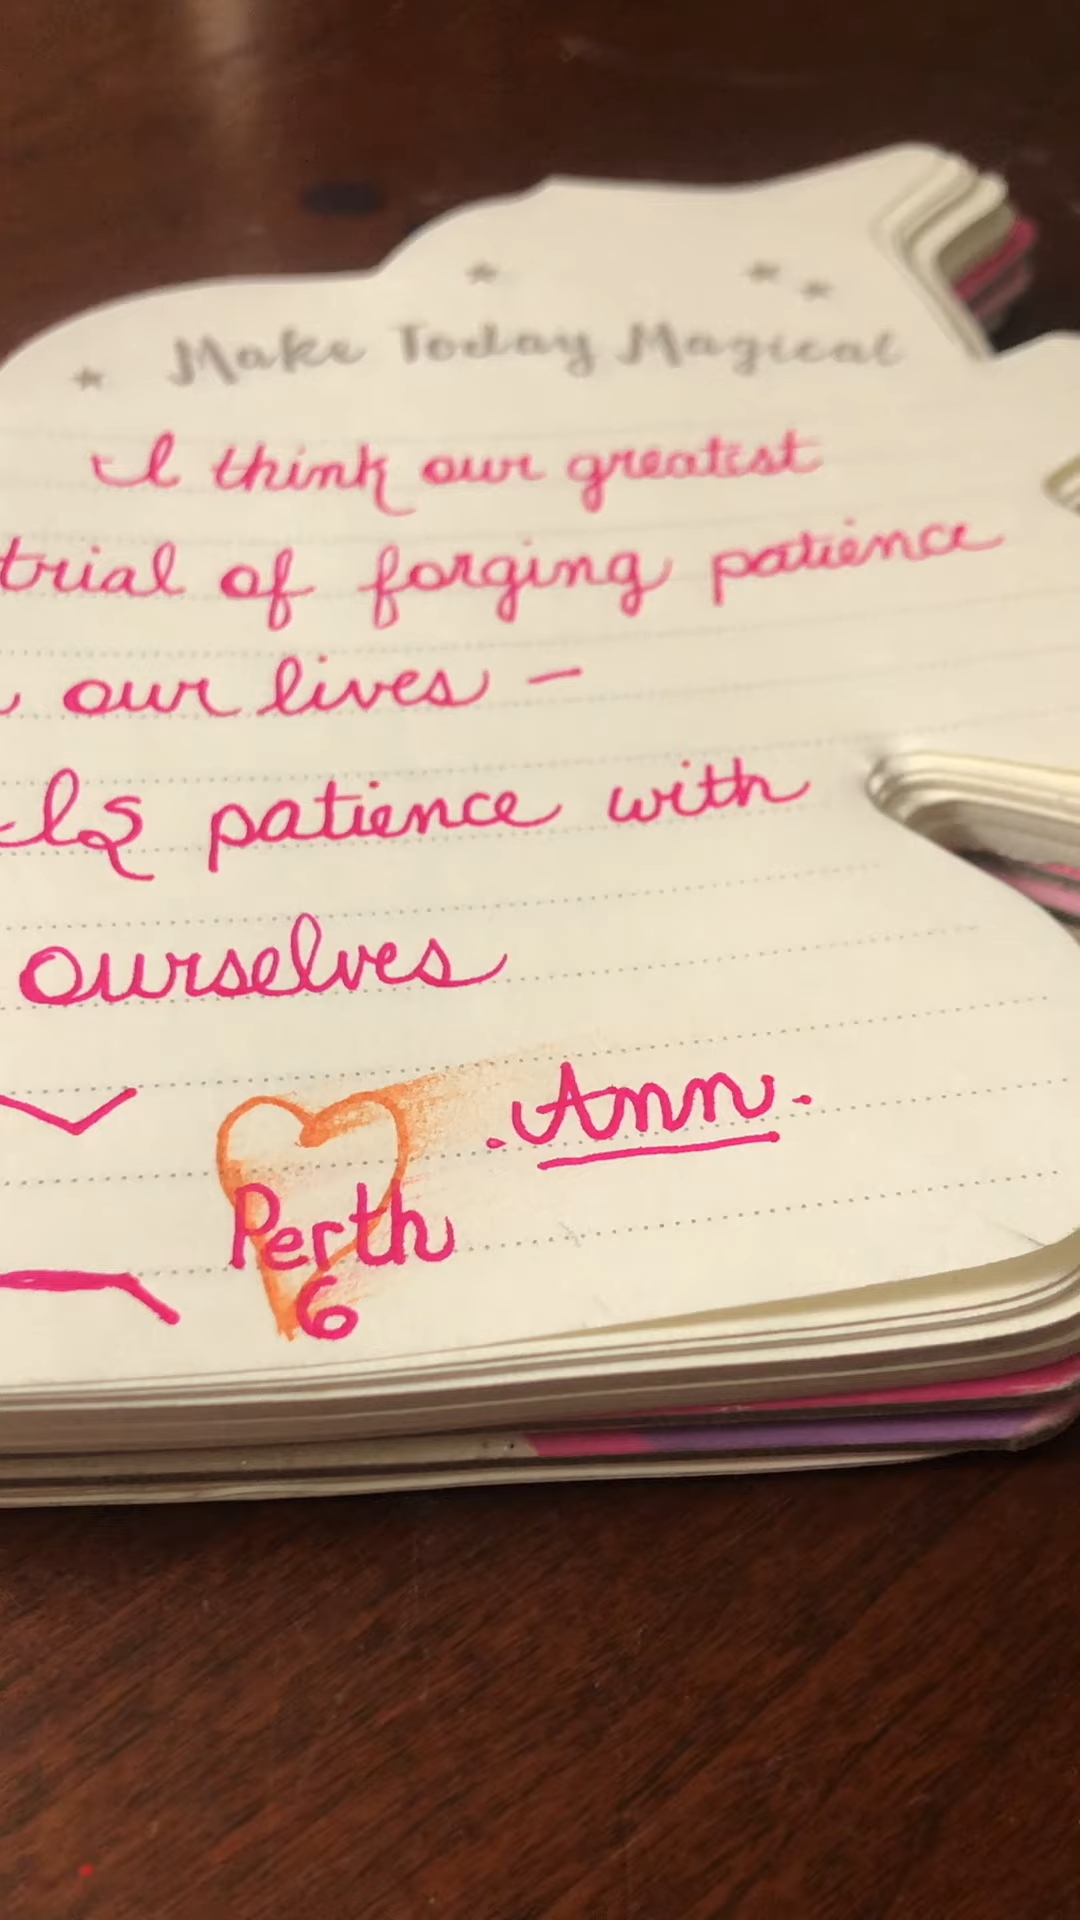 Make Today Magical
I think our greatest
trial of forging patience
our lives –
patience with
ourselves
.Ann.
Perth
6